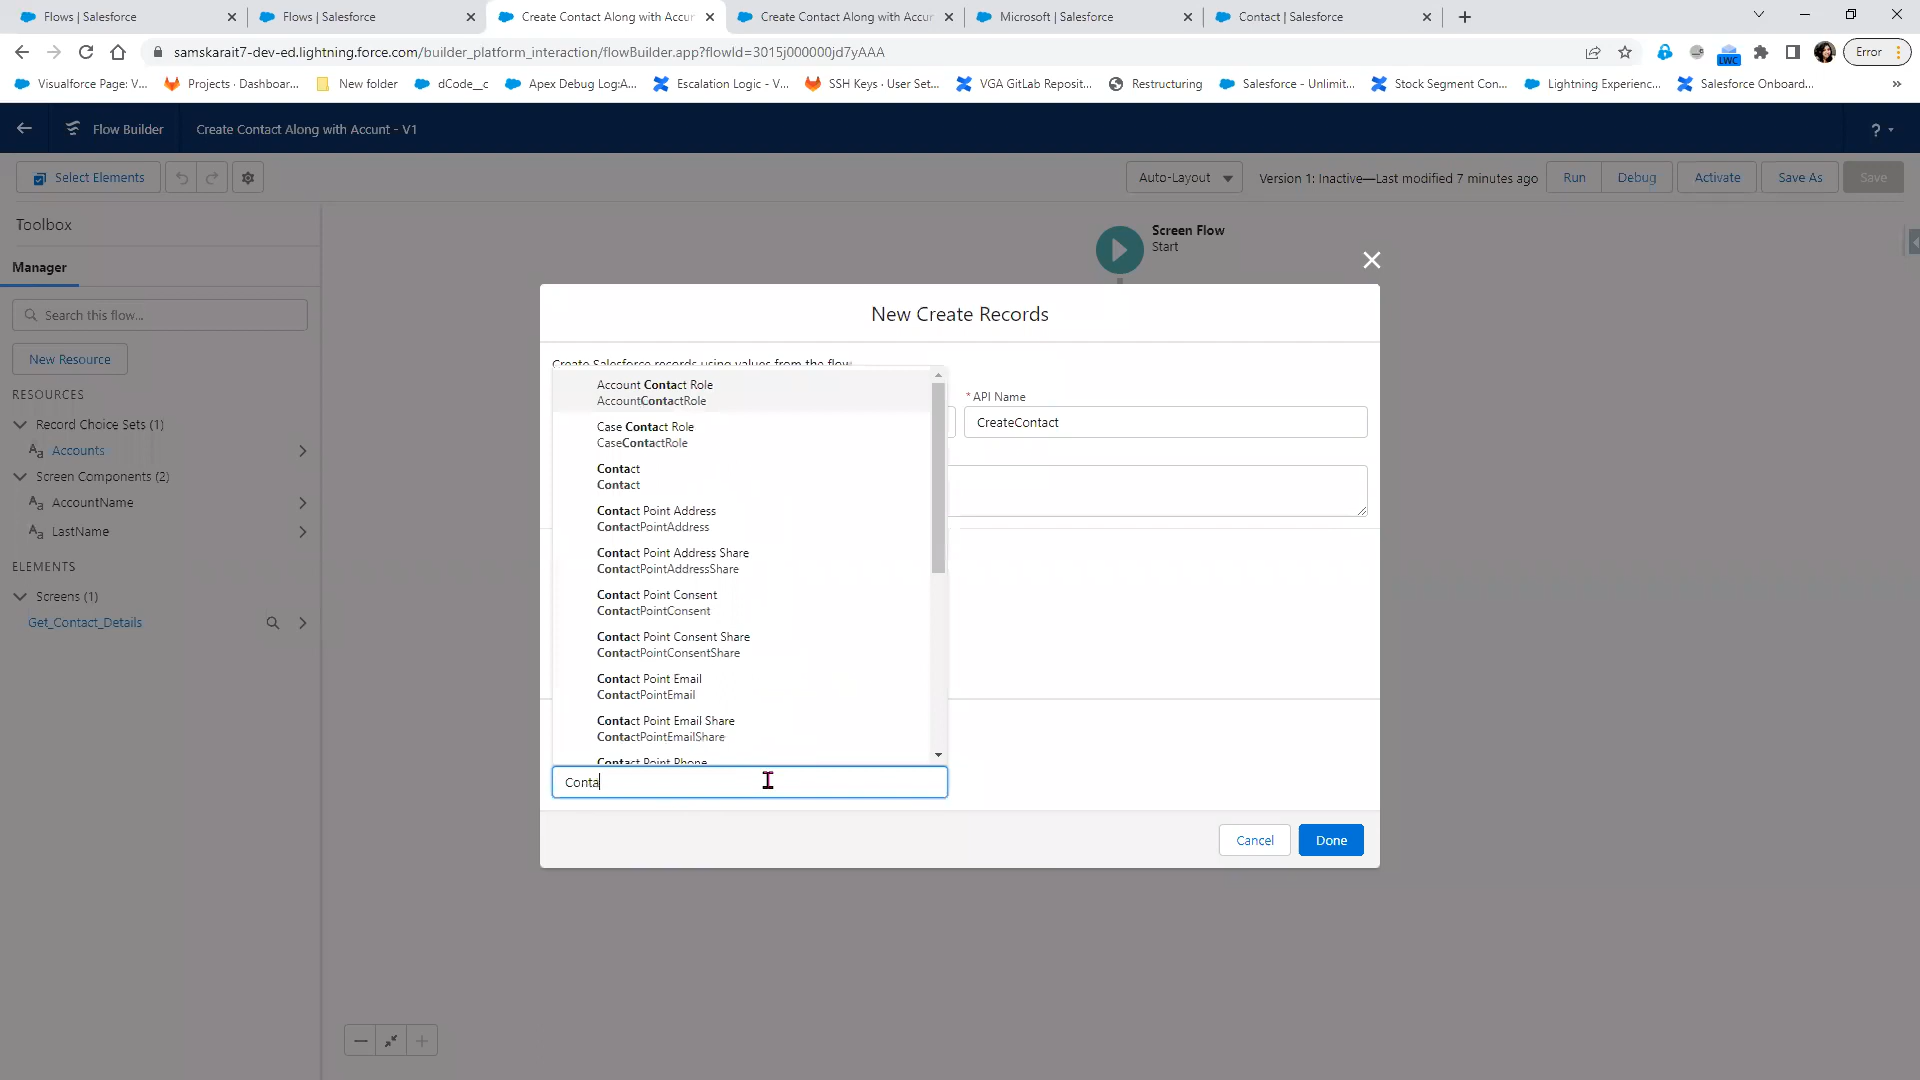 Flows | Salesforce
Flows | Salesforce
Create Contact Along with Accur
Create Contact Along with Accur
Microsoft | Salesforce
Contact | Salesforce
samskarait7-dev-ed.lightning.force.com/builder_platform_interaction/flowBuilder.app?flowId=3015j000000jd7yAAA
Error
Visualforce Page: V...
Projects · Dashboar...
New folder
dCode__c
Apex Debug Log:A...
Escalation Logic - V...
SSH Keys · User Set...
VGA GitLab Reposit...
Restructuring
Salesforce - Unlimit...
Stock Segment Con...
Lightning Experienc...
Salesforce Onboard...
LWC
Flow Builder
Create Contact Along with Accunt - V1
?
Select Elements
Auto-Layout
Version 1: Inactive—Last modified 7 minutes ago
Run
Debug
Activate
Save As
Save
Toolbox
Manager
Search this flow...
New Resource
RESOURCES
Record Choice Sets (1)
Accounts
Screen Components (2)
AccountName
LastName
ELEMENTS
Screens (1)
Get_Contact_Details
Screen Flow
Start
New Create Records
Create Salesforce records using values from the flow.
* API Name
CreateContact
Account Contact Role
AccountContactRole
Case Contact Role
CaseContactRole
Contact
Contact
Contact Point Address
ContactPointAddress
Contact Point Address Share
ContactPointAddressShare
Contact Point Consent
ContactPointConsent
Contact Point Consent Share
ContactPointConsentShare
Contact Point Email
ContactPointEmail
Contact Point Email Share
ContactPointEmailShare
Contact Point Phone
Conta
Cancel
Done